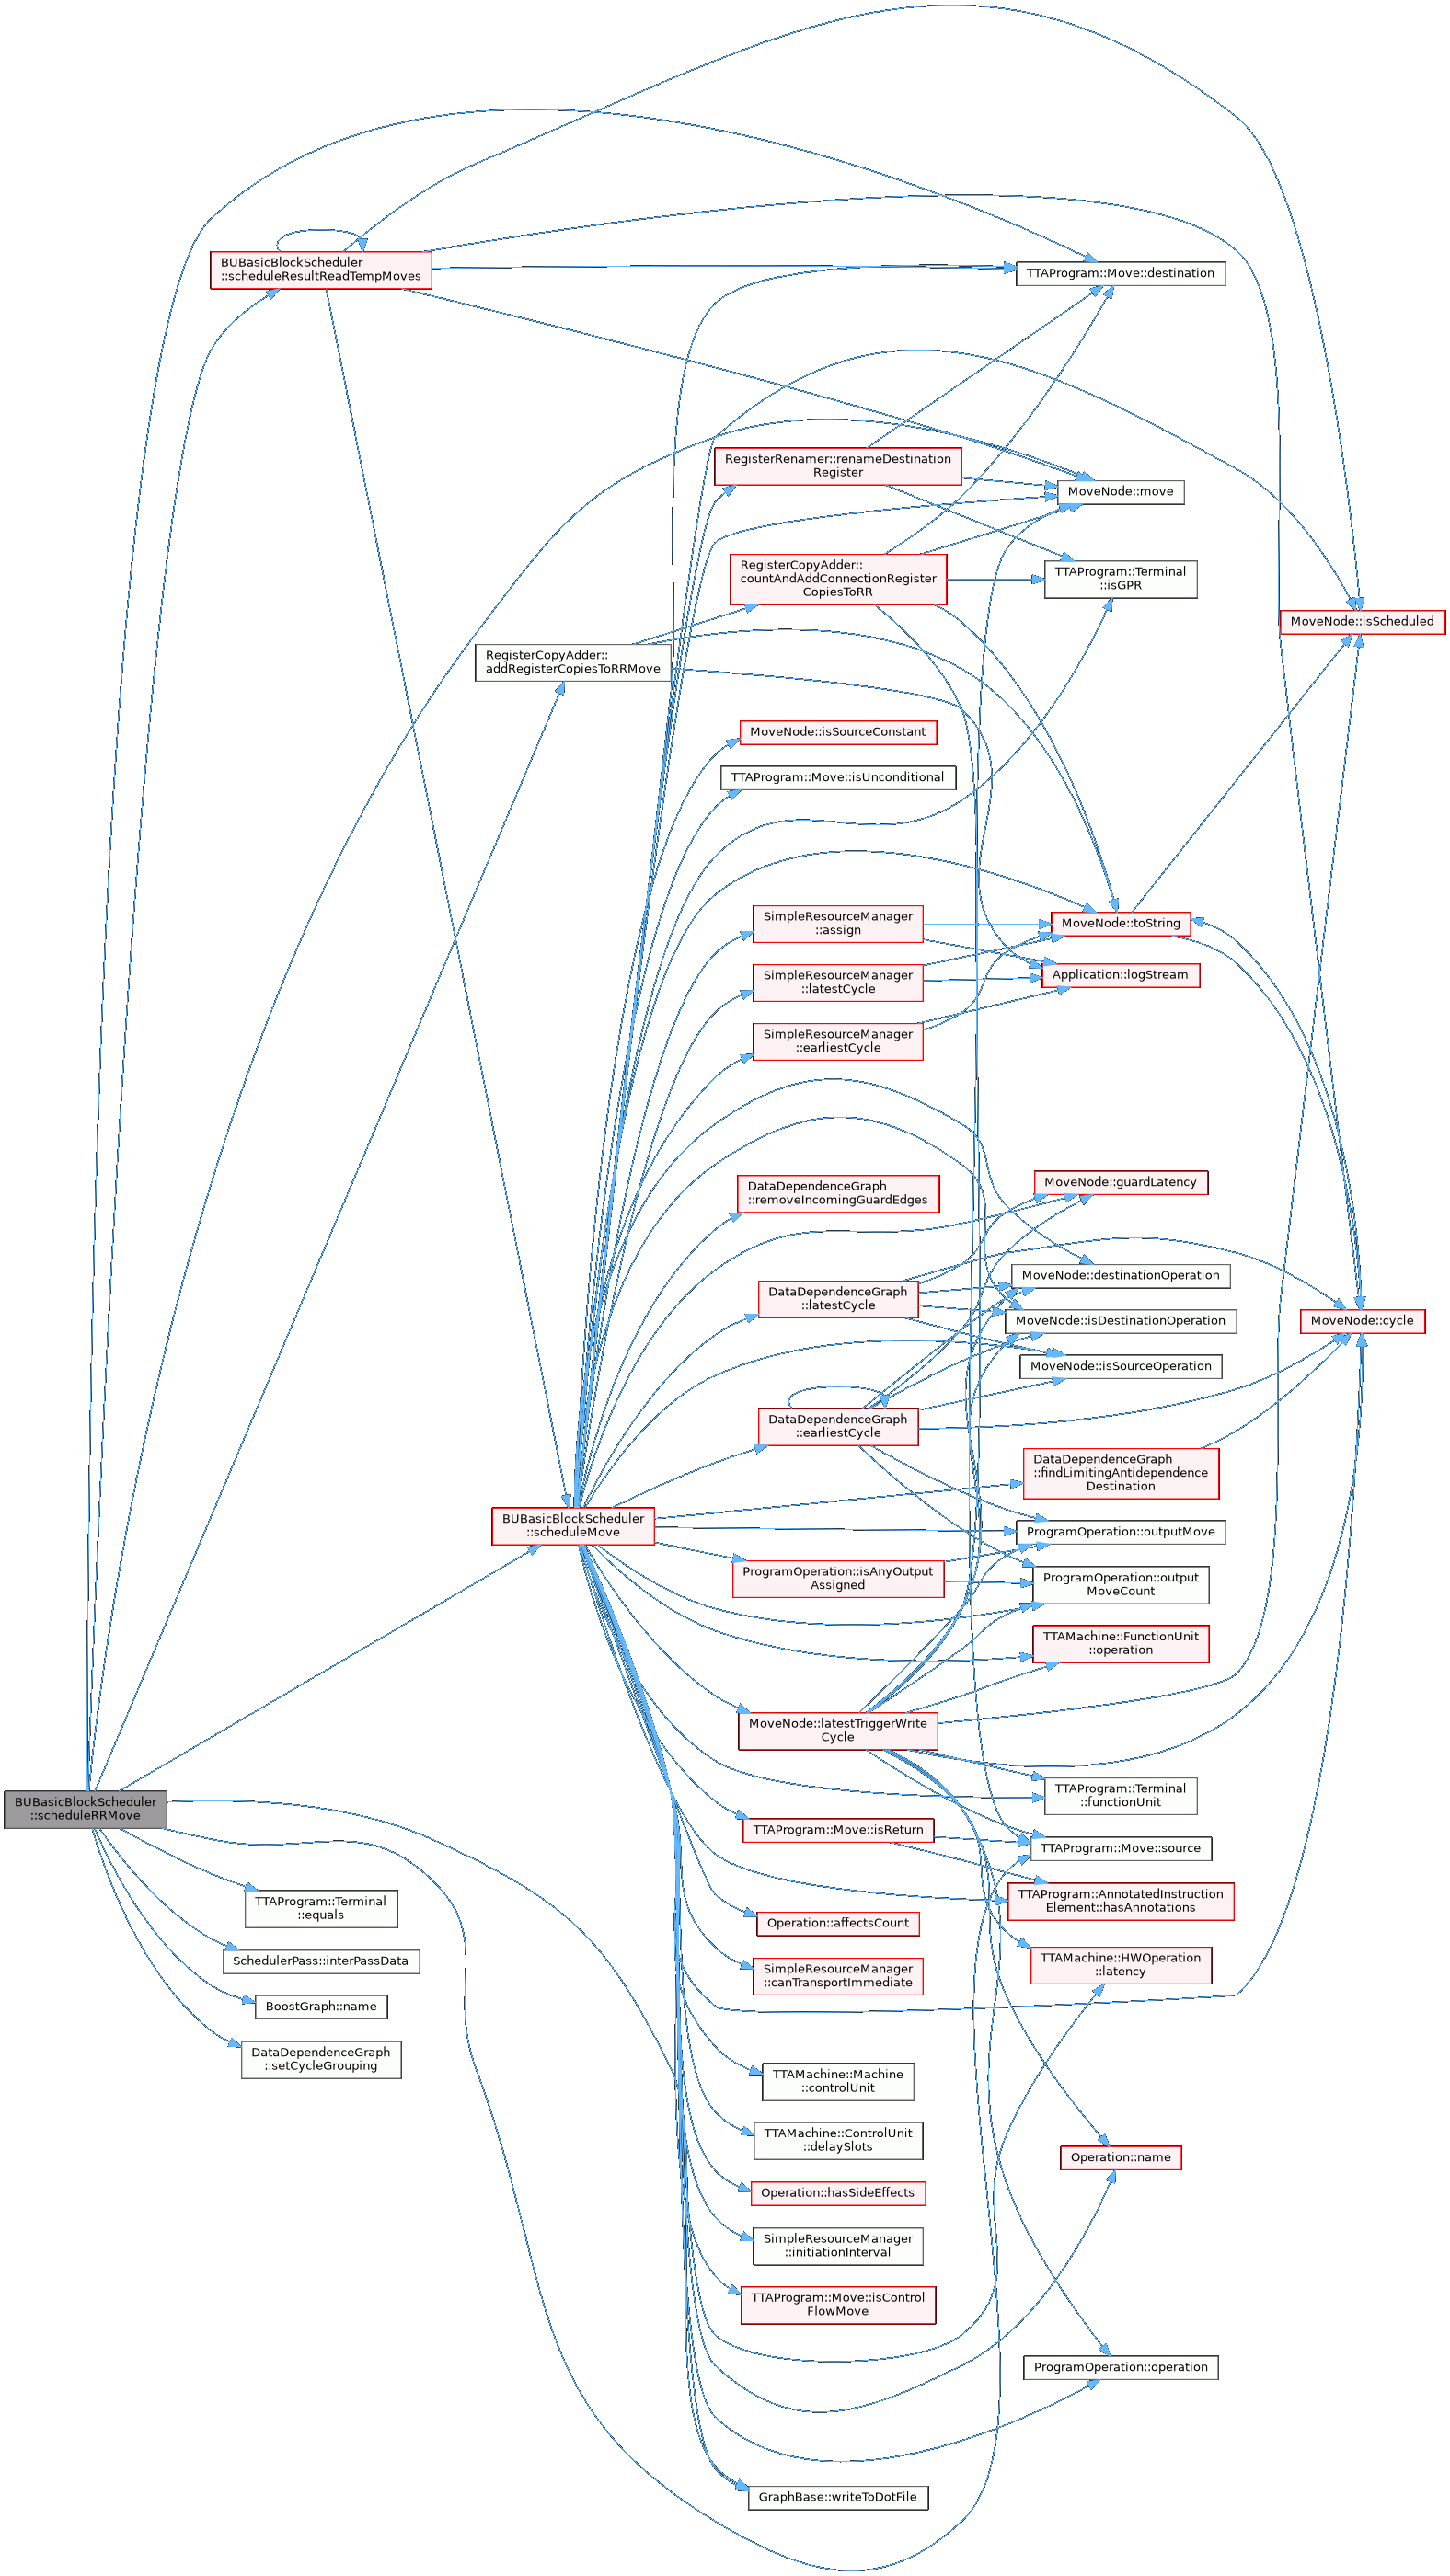 BUBasicBlockScheduler
::scheduleResultReadTempMoves
TTAProgram::Move::destination
RegisterRenamer::renameDestination
Register
MoveNode::move
RegisterCopyAdder::
countAndAddConnectionRegister
CopiesToRR
TTAProgram::Terminal
::isGPR
MoveNode::isScheduled
RegisterCopyAdder::
addRegisterCopiesToRRMove
MoveNode::isSourceConstant
TTAProgram::Move::isUnconditional
SimpleResourceManager
::assign
MoveNode::toString
SimpleResourceManager
::latestCycle
Application::logStream
SimpleResourceManager
::earliestCycle
DataDependenceGraph
::removeIncomingGuardEdges
MoveNode::guardLatency
MoveNode::destinationOperation
DataDependenceGraph
::latestCycle
MoveNode::isDestinationOperation
MoveNode::cycle
MoveNode::isSourceOperation
DataDependenceGraph
::earliestCycle
DataDependenceGraph
::findLimitingAntidependence
Destination
BUBasicBlockScheduler
::scheduleMove
ProgramOperation::outputMove
ProgramOperation::isAnyOutput
Assigned
ProgramOperation::output
MoveCount
TTAMachine::FunctionUnit
::operation
MoveNode::latestTriggerWrite
Cycle
TTAProgram::Terminal
::functionUnit
BUBasicBlockScheduler
::scheduleRRMove
TTAProgram::Move::isReturn
TTAProgram::Move::source
TTAProgram::Terminal
::equals
TTAProgram::AnnotatedInstruction
Element::hasAnnotations
Operation::affectsCount
SchedulerPass::interPassData
SimpleResourceManager
::canTransportImmediate
TTAMachine::HWOperation
::latency
BoostGraph::name
DataDependenceGraph
::setCycleGrouping
TTAMachine::Machine
::controlUnit
TTAMachine::ControlUnit
::delaySlots
Operation::name
Operation::hasSideEffects
SimpleResourceManager
::initiationInterval
TTAProgram::Move::isControl
FlowMove
ProgramOperation::operation
GraphBase::writeToDotFile